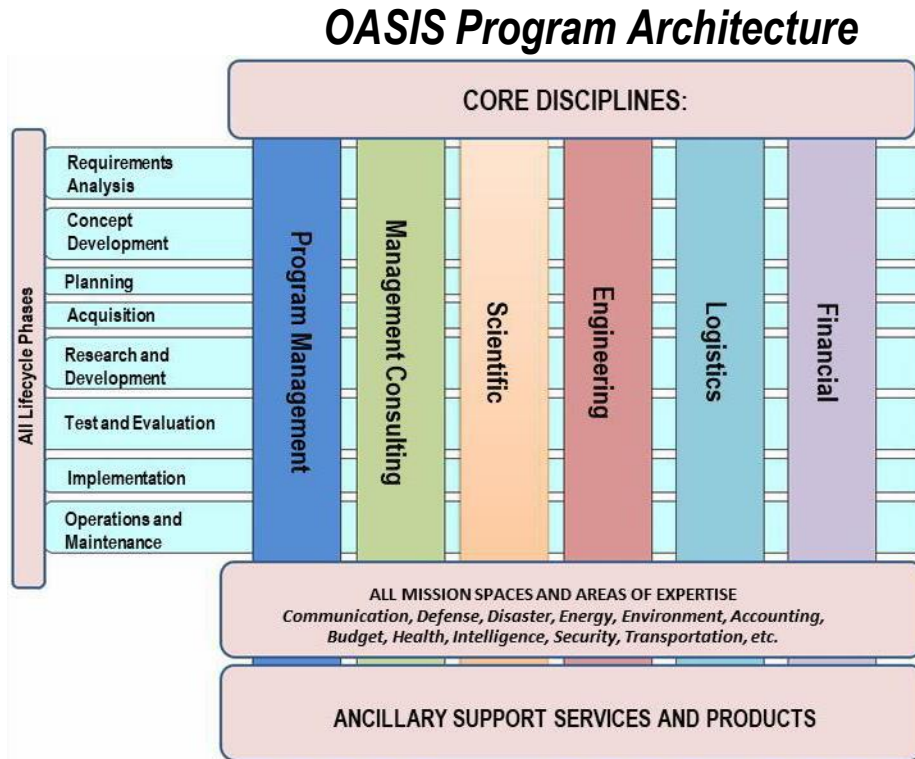 OASIS Program Architecture
CORE DISCIPLINES:
All Lifecycle Phases
Requirements
Analysis
Concept
Development
Planning
Acquisition
Research and
Development
Test and Evaluation
Implementation
Operations and
Maintenance
Program Management
Management Consulting
Scientific
Engineering
Logistics
Financial
ALL MISSION SPACES AND AREAS OF EXPERTISE
Communication, Defense, Disaster, Energy, Environment, Accounting,
Budget, Health, Intelligence, Security, Transportation, etc.
ANCILLARY SUPPORT SERVICES AND PRODUCTS